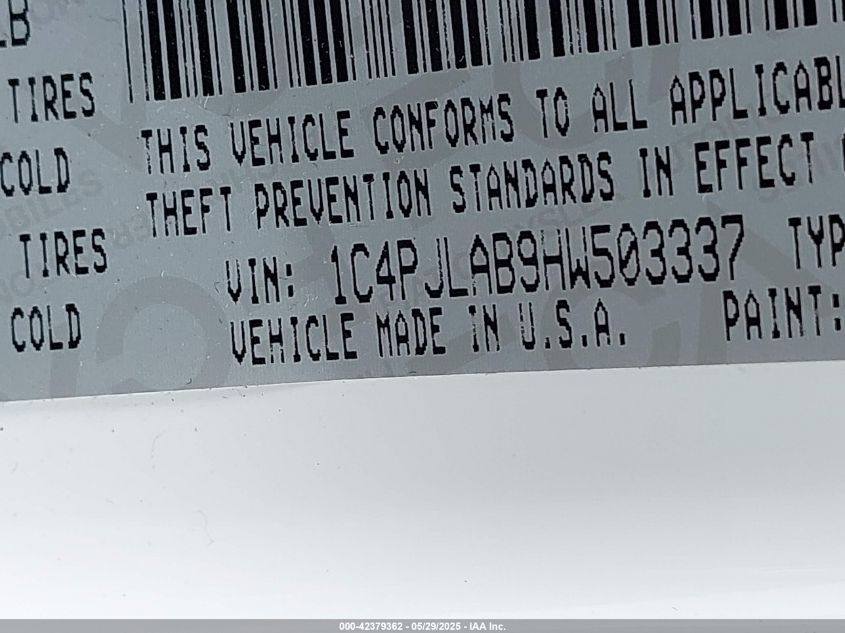 LB
TIRES
COLD
TIRES
COLD
THIS VEHICLE CONFORMS TO ALL APPLICABL
THEFT PREVENTION STANDARDS IN EFFECT
VIN: 1C4PJLAB9HW503337 TYP
VEHICLE MADE IN U.S.A. PAINT:
000-42379362 - 05/29/2025 - IAA Inc.